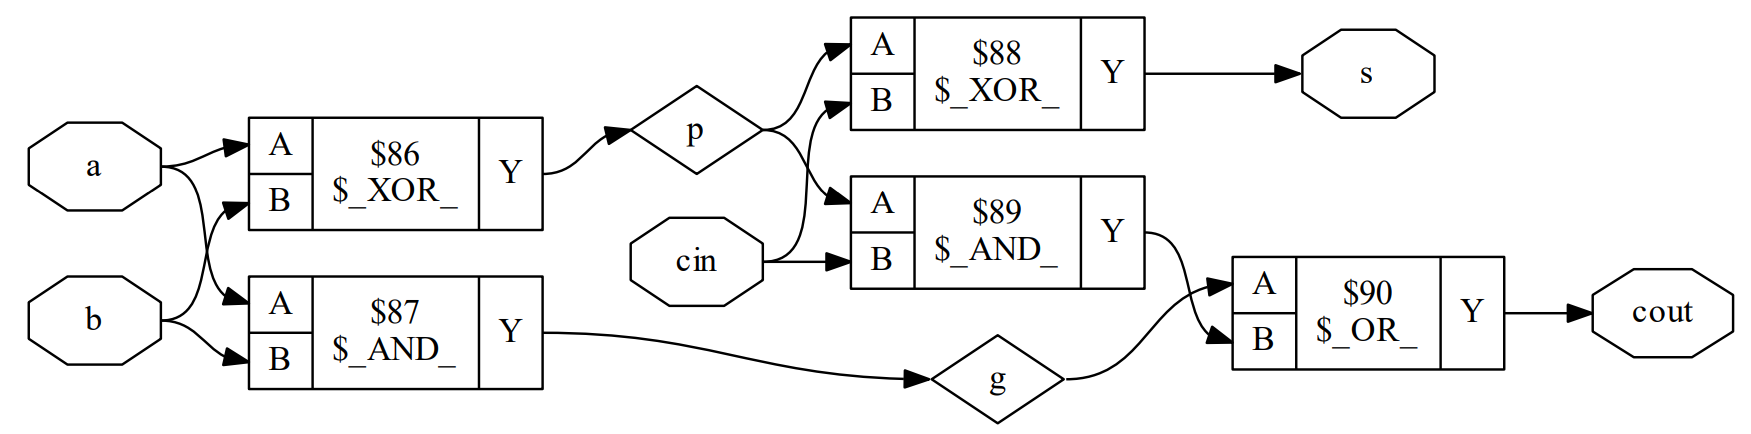 a
b
A
B
$86
$_XOR_
Y
A
B
$87
$_AND_
Y
p
cin
A
B
$88
$_XOR_
Y
A
B
$89
$_AND_
Y
g
s
A
B
$90
$_OR_
Y
cout